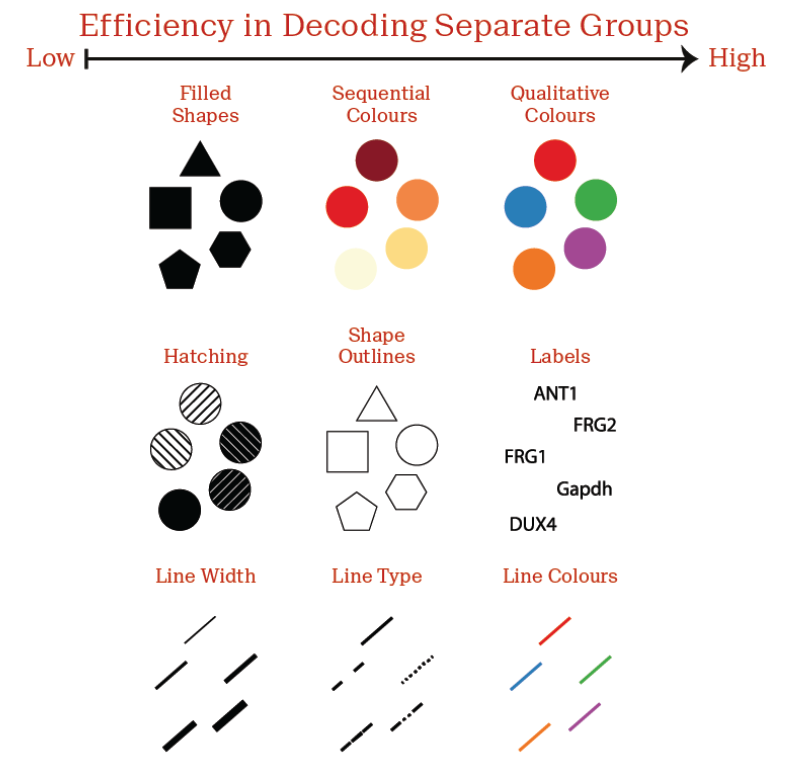 Efficiency in Decoding Separate Groups
Low
High
Filled
Shapes
Sequential
Colours
Qualitative
Colours
Hatching
Shape
Outlines
Labels
ANT1
FRG2
FRG1
Gapdh
DUX4
Line Width
Line Type
Line Colours